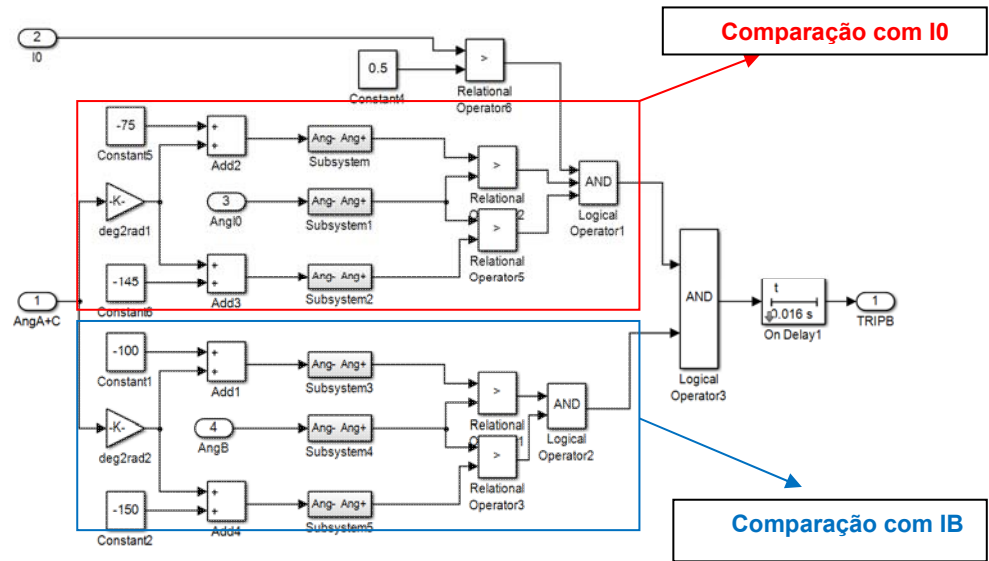 Comparação com I0
2
I0
0.5
Constant4
>
Relational
Operator6
-75
Constant5
+
+
Add2
Ang- Ang+
Subsystem
>
Relational
2
AND
Logical
Operator1
-K-
deg2rad1
3
AngI0
Ang- Ang+
Subsystem1
>
Relational
Operator5
-145
Constant6
+
+
Add3
Ang- Ang+
Subsystem2
1
AngA+C
AND
Logical
Operator3
t
0.016 s
On Delay1
1
TRIPB
-100
Constant1
+
+
Add1
Ang- Ang+
Subsystem3
>
Relational
1
AND
Logical
Operator2
-K-
deg2rad2
4
AngB
Ang- Ang+
Subsystem4
>
Relational
Operator3
-150
Constant2
+
+
Add4
Ang- Ang+
Subsystem5
Comparação com IB